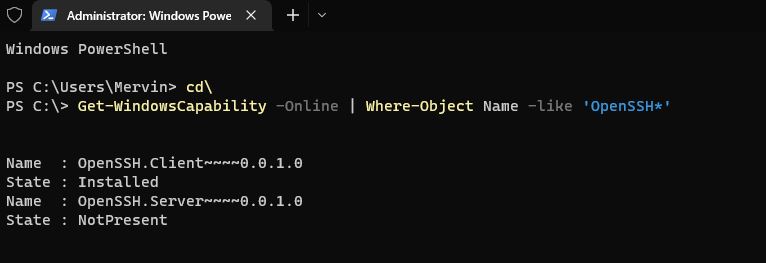 Administrator: Windows Powe
Windows PowerShell
PS C:\Users\Mervin> cd\
PS C:\> Get-WindowsCapability -Online | Where-Object Name -like 'OpenSSH*'
Name  : OpenSSH.Client~~~~0.0.1.0
State : Installed
Name  : OpenSSH.Server~~~~0.0.1.0
State : NotPresent